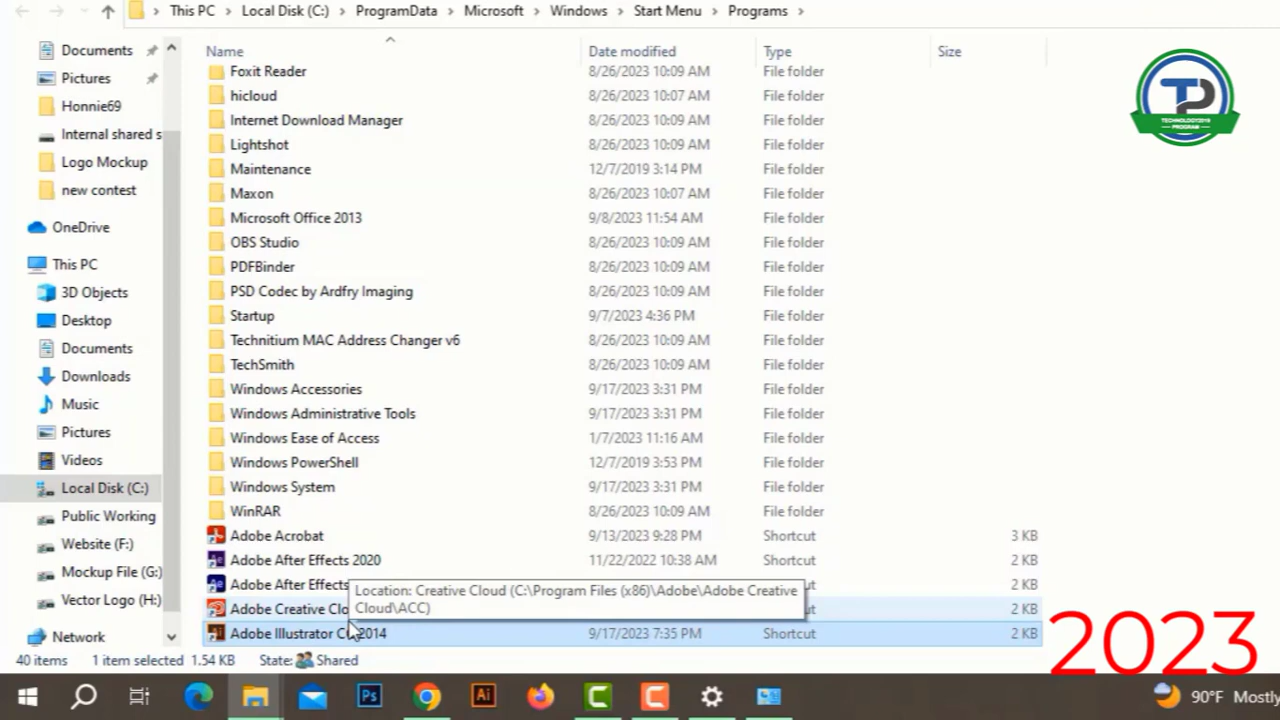 This PC > Local Disk (C:) > ProgramData > Microsoft > Windows > Start Menu > Programs >
Name Date modified Type Size
Documents
Pictures
Honnie69
Internal shared s
Logo Mockup
new contest
OneDrive
This PC
3D Objects
Desktop
Documents
Downloads
Music
Pictures
Videos
Local Disk (C:)
Public Working
Website (F:)
Mockup File (G:)
Vector Logo (H:)
Network
Foxit Reader 8/26/2023 10:09 AM File folder
hicloud 8/26/2023 10:07 AM File folder
Internet Download Manager 8/26/2023 10:09 AM File folder
Lightshot 8/26/2023 10:09 AM File folder
Maintenance 12/7/2019 3:14 PM File folder
Maxon 8/26/2023 10:07 AM File folder
Microsoft Office 2013 9/8/2023 11:54 AM File folder
OBS Studio 8/26/2023 10:09 AM File folder
PDFBinder 8/26/2023 10:09 AM File folder
PSD Codec by Ardfry Imaging 8/26/2023 10:09 AM File folder
Startup 9/7/2023 4:36 PM File folder
Technitium MAC Address Changer v6 8/26/2023 10:09 AM File folder
TechSmith 8/26/2023 10:09 AM File folder
Windows Accessories 9/17/2023 3:31 PM File folder
Windows Administrative Tools 9/17/2023 3:31 PM File folder
Windows Ease of Access 1/7/2023 11:16 AM File folder
Windows PowerShell 12/7/2019 3:53 PM File folder
Windows System 9/17/2023 3:31 PM File folder
WinRAR 8/26/2023 10:09 AM File folder
Adobe Acrobat 9/13/2023 9:28 PM Shortcut 3 KB
Adobe After Effects 2020 11/22/2022 10:38 AM Shortcut 2 KB
Adobe After Effects 2 KB
Adobe Creative Clo 2 KB
Location: Creative Cloud (C:\Program Files (x86)\Adobe\Adobe Creative
Cloud\ACC)
Adobe Illustrator C 2014 9/17/2023 7:35 PM Shortcut 2 KB
40 items 1 item selected 1.54 KB State: Shared
TP
TECHNOLOGY2019
PROGRAM
2023
Ps
Ai
90°F Mostly